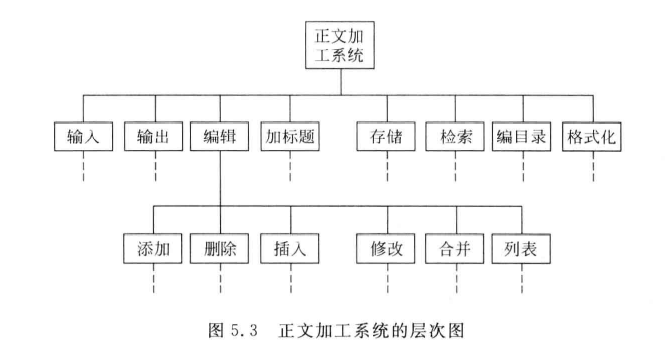 正文加
工系统
输入 输出 编辑 加标题 存储 检索 编目录 格式化
添加 删除 插入 修改 合并 列表
图 5.3 正文加工系统的层次图